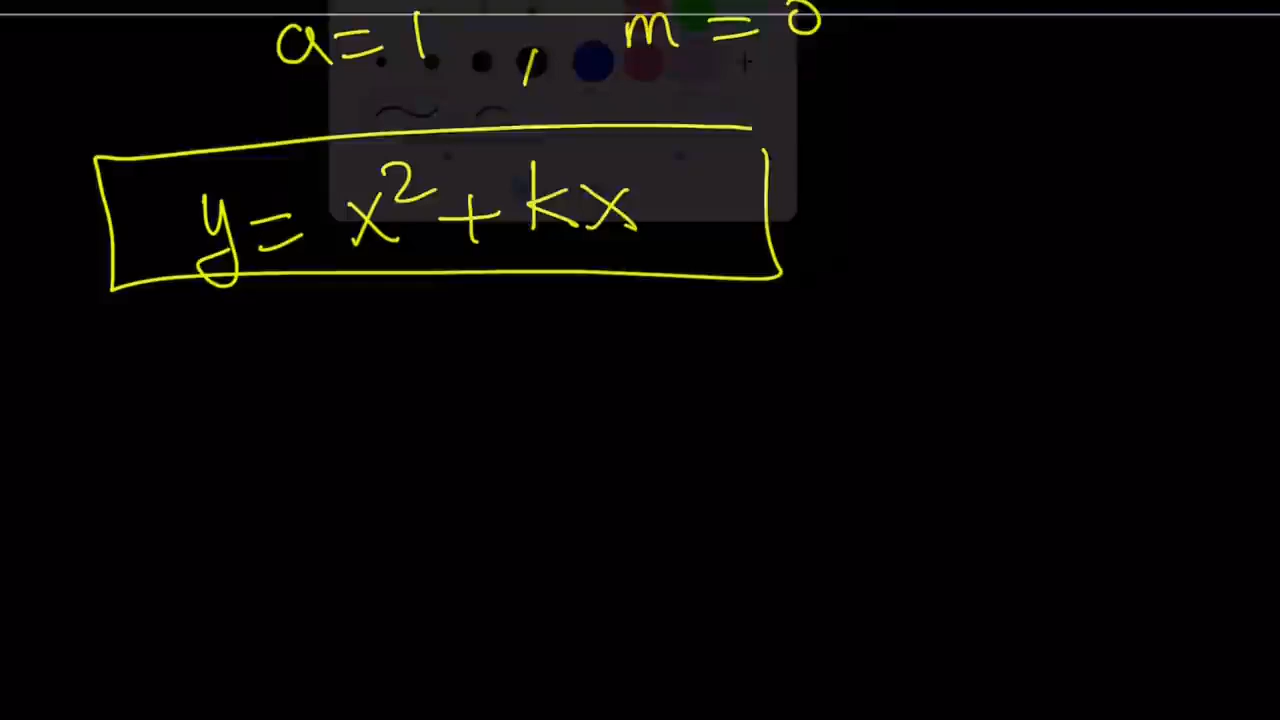 a = 1 , m = 0
y = x² + kx